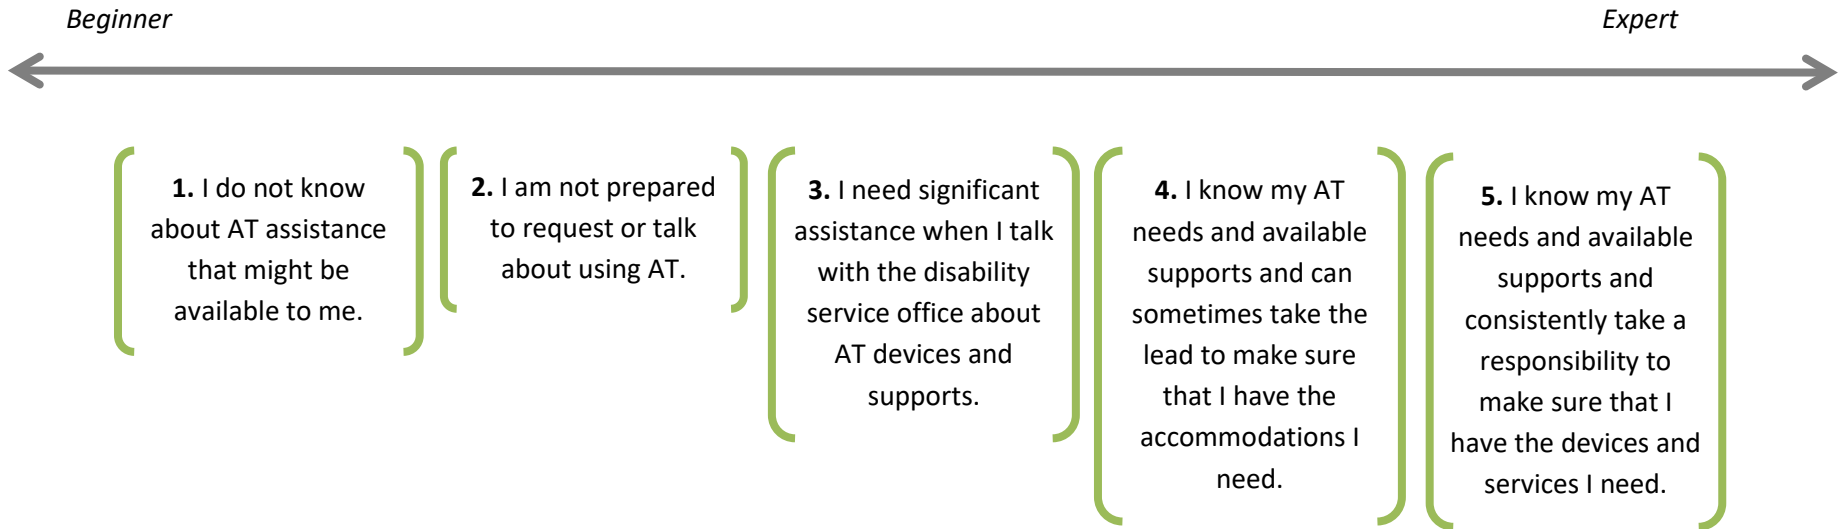 Beginner
Expert
1. I do not know
about AT assistance
that might be
available to me.
2. I am not prepared
to request or talk
about using AT.
3. I need significant
assistance when I talk
with the disability
service office about
AT devices and
supports.
4. I know my AT
needs and available
supports and can
sometimes take the
lead to make sure
that I have the
accommodations I
need.
5. I know my AT
needs and available
supports and
consistently take a
responsibility to
make sure that I
have the devices and
services I need.